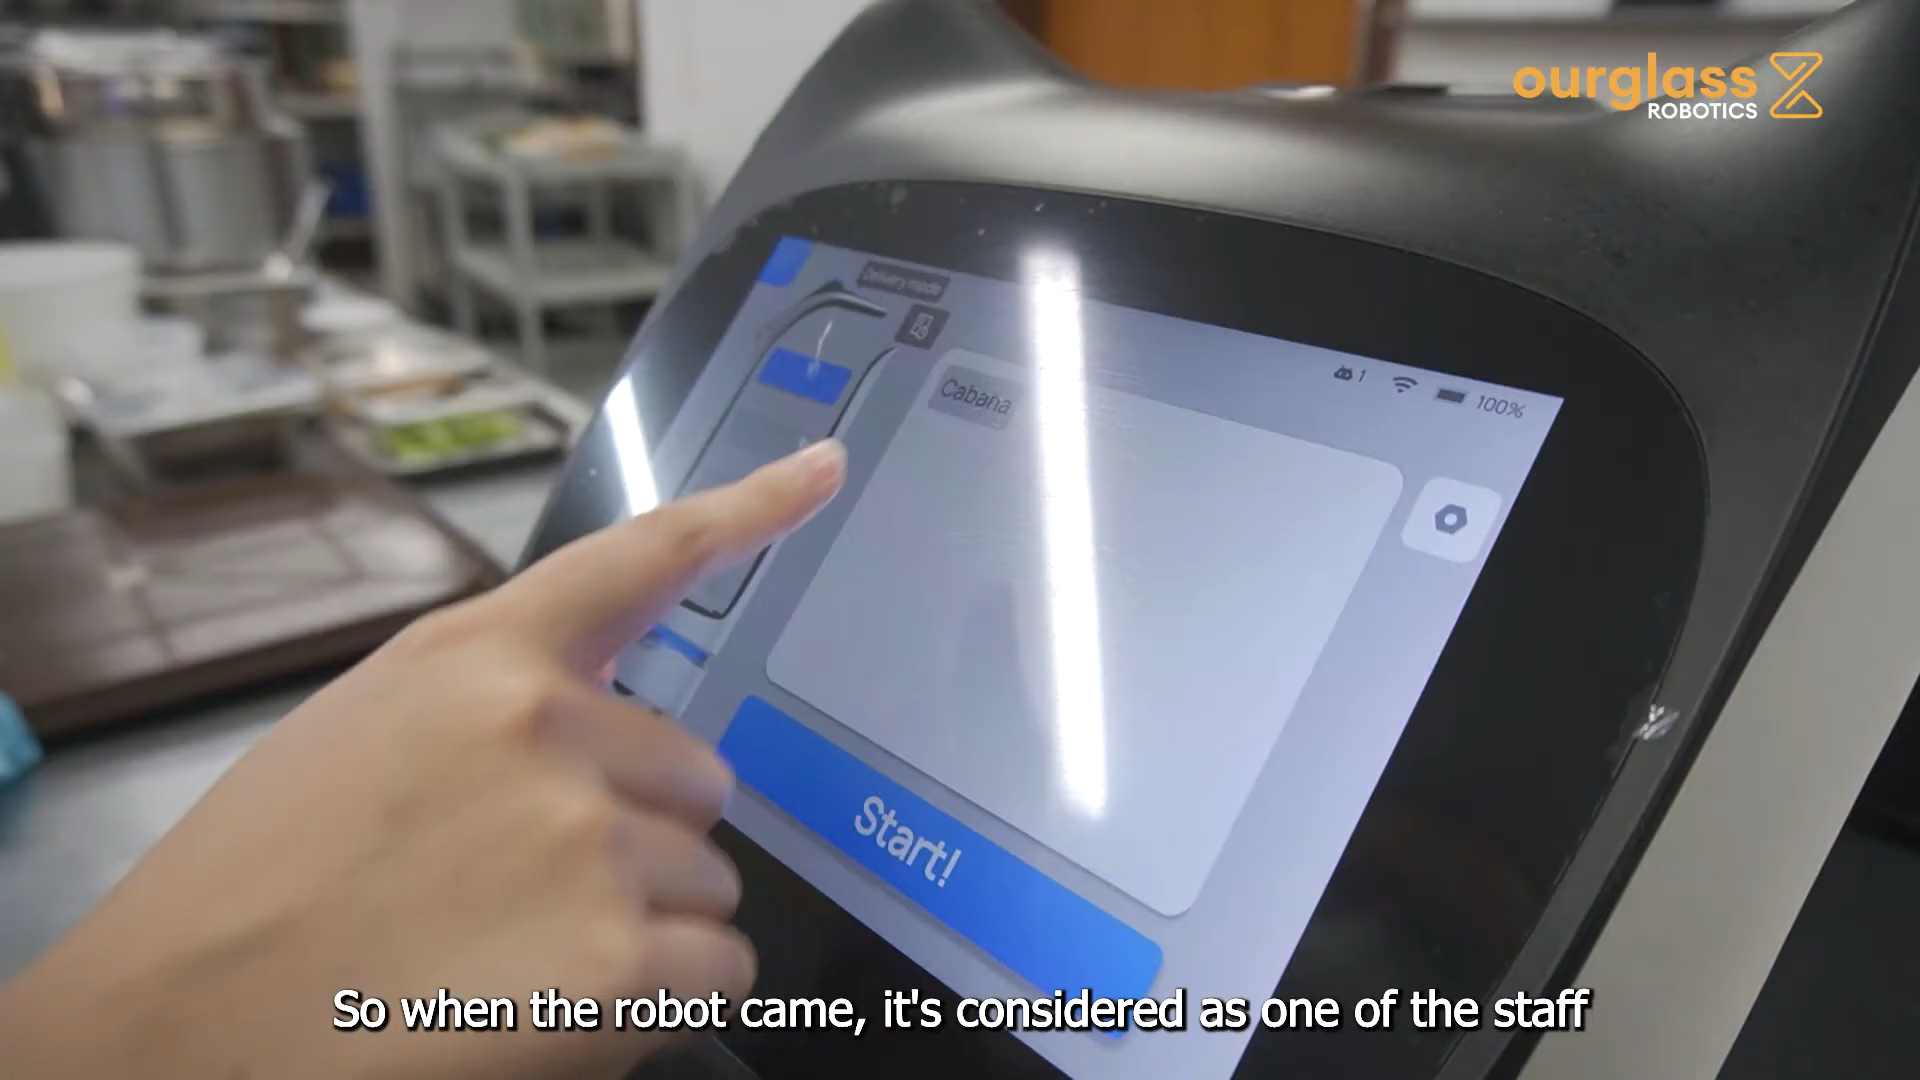 ourglass
ROBOTICS
Delivery mode
1
100%
Cabana
Start!
So when the robot came, it's considered as one of the staff